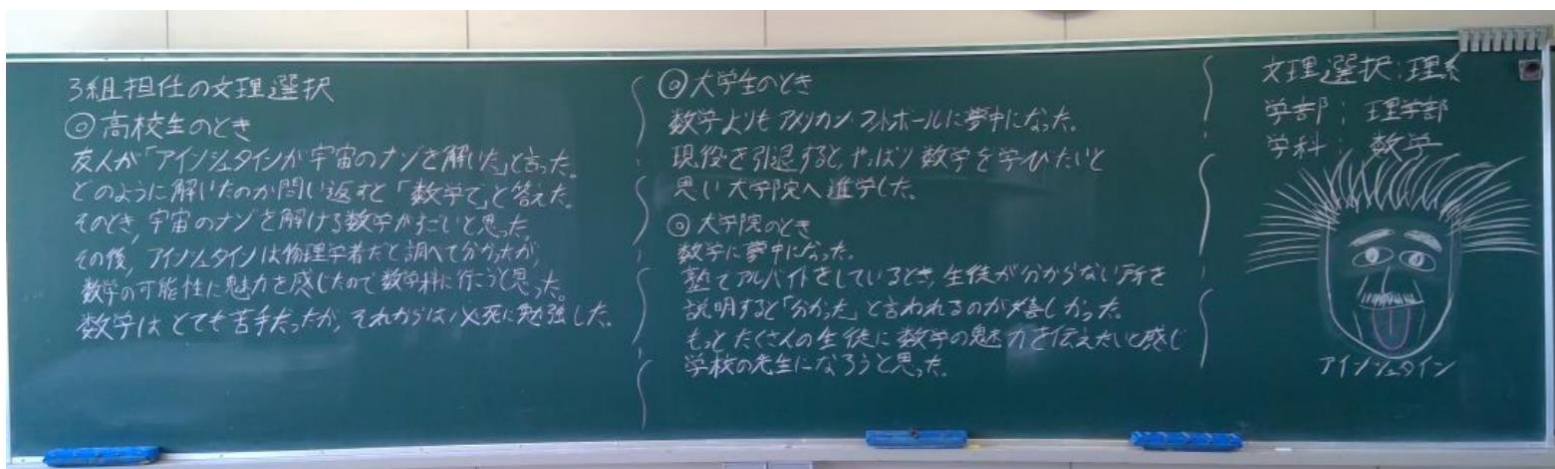 3組担任の文理選択
◎高校生のとき
友人が「アインシュタインが宇宙のナゾを解いた」と言った。
どのように解いたのか問い返すと「数学で」と答えた。
そのとき、宇宙のナゾを解ける数学がすごいと思った。
その後、アインシュタインは物理学者だと調べて分かったが、
数学の可能性に魅力を感じたので数学科に行こうと思った。
数学はとても苦手だったが、それからは必死に勉強した。
◎大学生のとき
数学よりもアメリカンフットボールに夢中になった。
現役を引退すると、やっぱり数学を学びたいと
思い大学院へ進学した。
◎大学院のとき
数学に夢中になった。
塾でアルバイトをしているとき、生徒が分からない所を
説明すると「分かった」と言われるのが嬉しかった。
もっとたくさんの生徒に数学の魅力を伝えたいと感じ
学校の先生になろうと思った。
文理選択:理系
学部:理学部
学科:数学
アインシュタイン